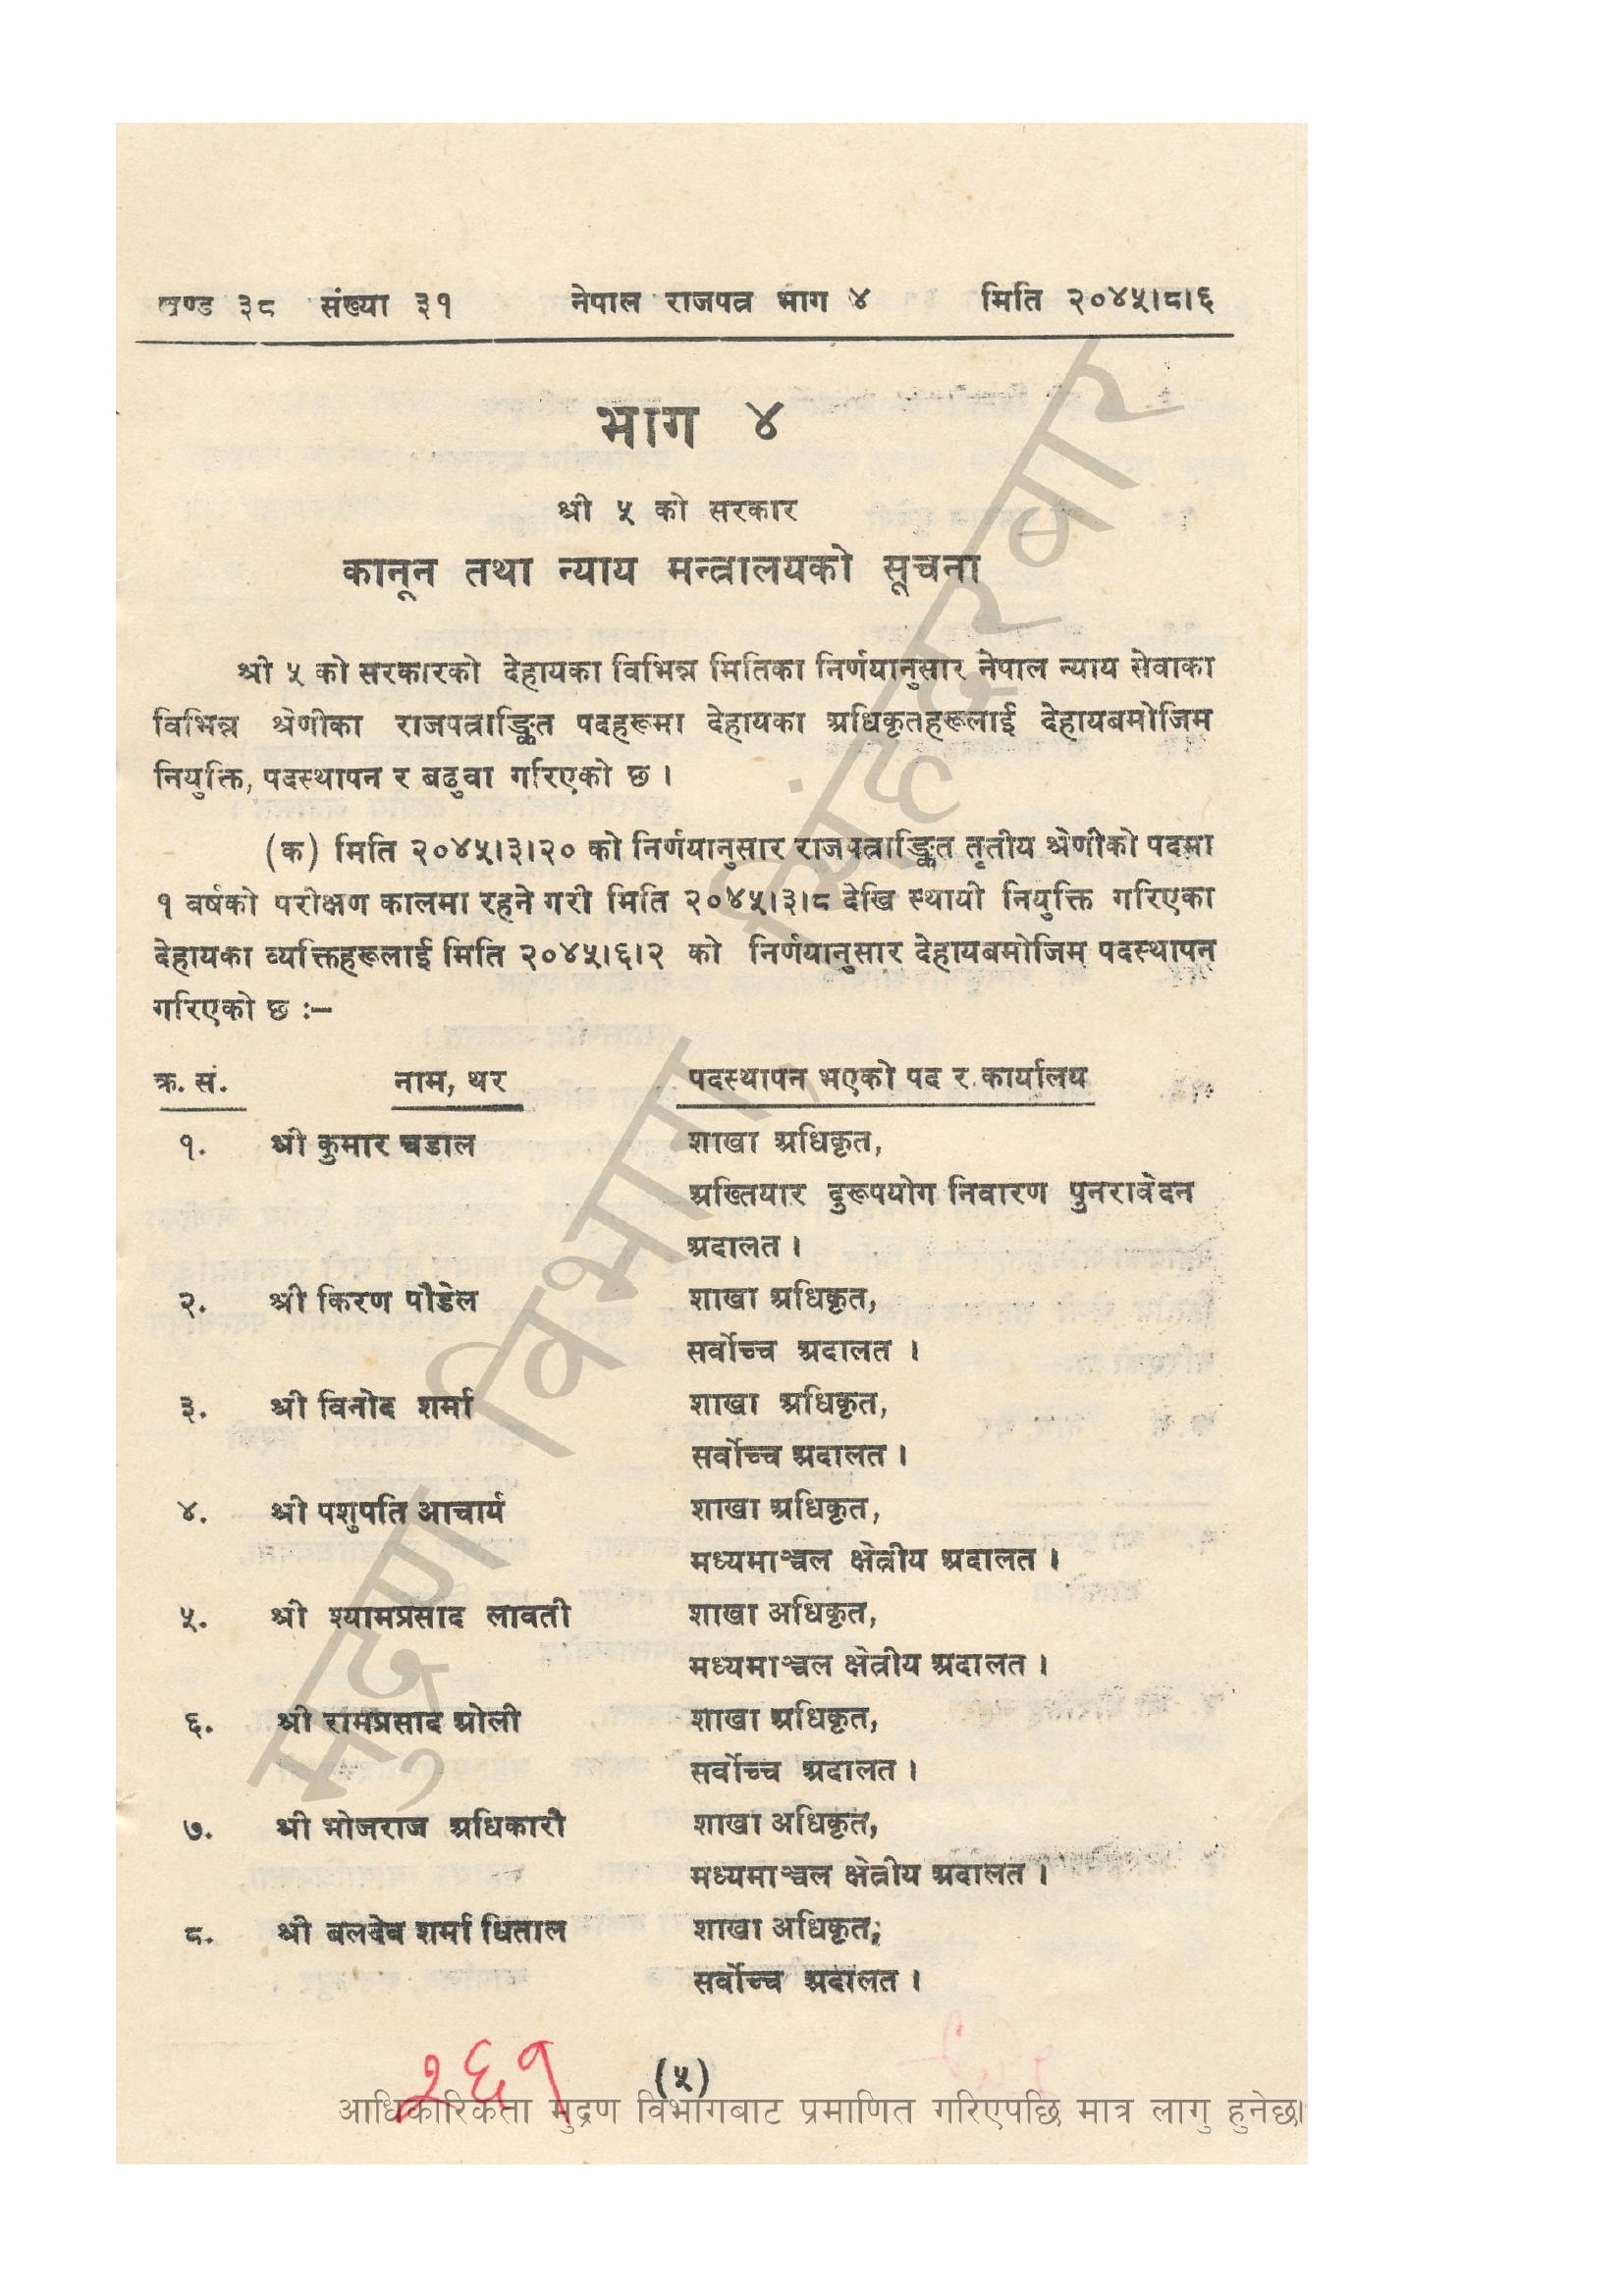 खण्ड ३८ संख्या ३१ नेपाल राजपत्र भाग ४ मिति २०४५।८।६
भाग ४
श्री ५ को सरकार
कानून तथा न्याय मन्त्रालयको सूचना
श्री ५ को सरकारको देहायका विभिन्न मितिका निर्णयानुसार नेपाल न्याय सेवाका
विभिन्न श्रेणीका राजपत्राङ्कित पदहरूमा देहायका अधिकृतहरूलाई देहायबमोजिम
नियुक्ति, पदस्थापन र बढुवा गरिएको छ ।
(क) मिति २०४५।३।२० को निर्णयानुसार राजपत्राङ्कित तृतीय श्रेणीको पदमा
१ वर्षको परीक्षण कालमा रहने गरी मिति २०४५।३।८ देखि स्थायी नियुक्ति गरिएका
देहायका व्यक्तिहरूलाई मिति २०४५।६।२ को निर्णयानुसार देहायबमोजिम पदस्थापन
गरिएको छ :–
क्र. सं. नाम, थर पदस्थापन भएको पद र कार्यालय
१. श्री कुमार चडाल शाखा अधिकृत,
अख्तियार दुरूपयोग निवारण पुनरावेदन
अदालत ।
२. श्री किरण पौडेल शाखा अधिकृत,
सर्वोच्च अदालत ।
३. श्री विनोद शर्मा शाखा अधिकृत,
सर्वोच्च अदालत ।
४. श्री पशुपति आचार्य शाखा अधिकृत,
मध्यमाञ्चल क्षेत्रीय अदालत ।
५. श्री श्यामप्रसाद लावती शाखा अधिकृत,
मध्यमाञ्चल क्षेत्रीय अदालत ।
६. श्री रामप्रसाद ओली शाखा अधिकृत,
सर्वोच्च अदालत ।
७. श्री भोजराज अधिकारी शाखा अधिकृत,
मध्यमाञ्चल क्षेत्रीय अदालत ।
८. श्री बलदेव शर्मा धिताल शाखा अधिकृत,
सर्वोच्च अदालत ।
२६१ (५)
आधिकारिकता मुद्रण विभागबाट प्रमाणित गरिएपछि मात्र लागु हुनेछ।
मुद्रण विभाग, सिंहदरबार